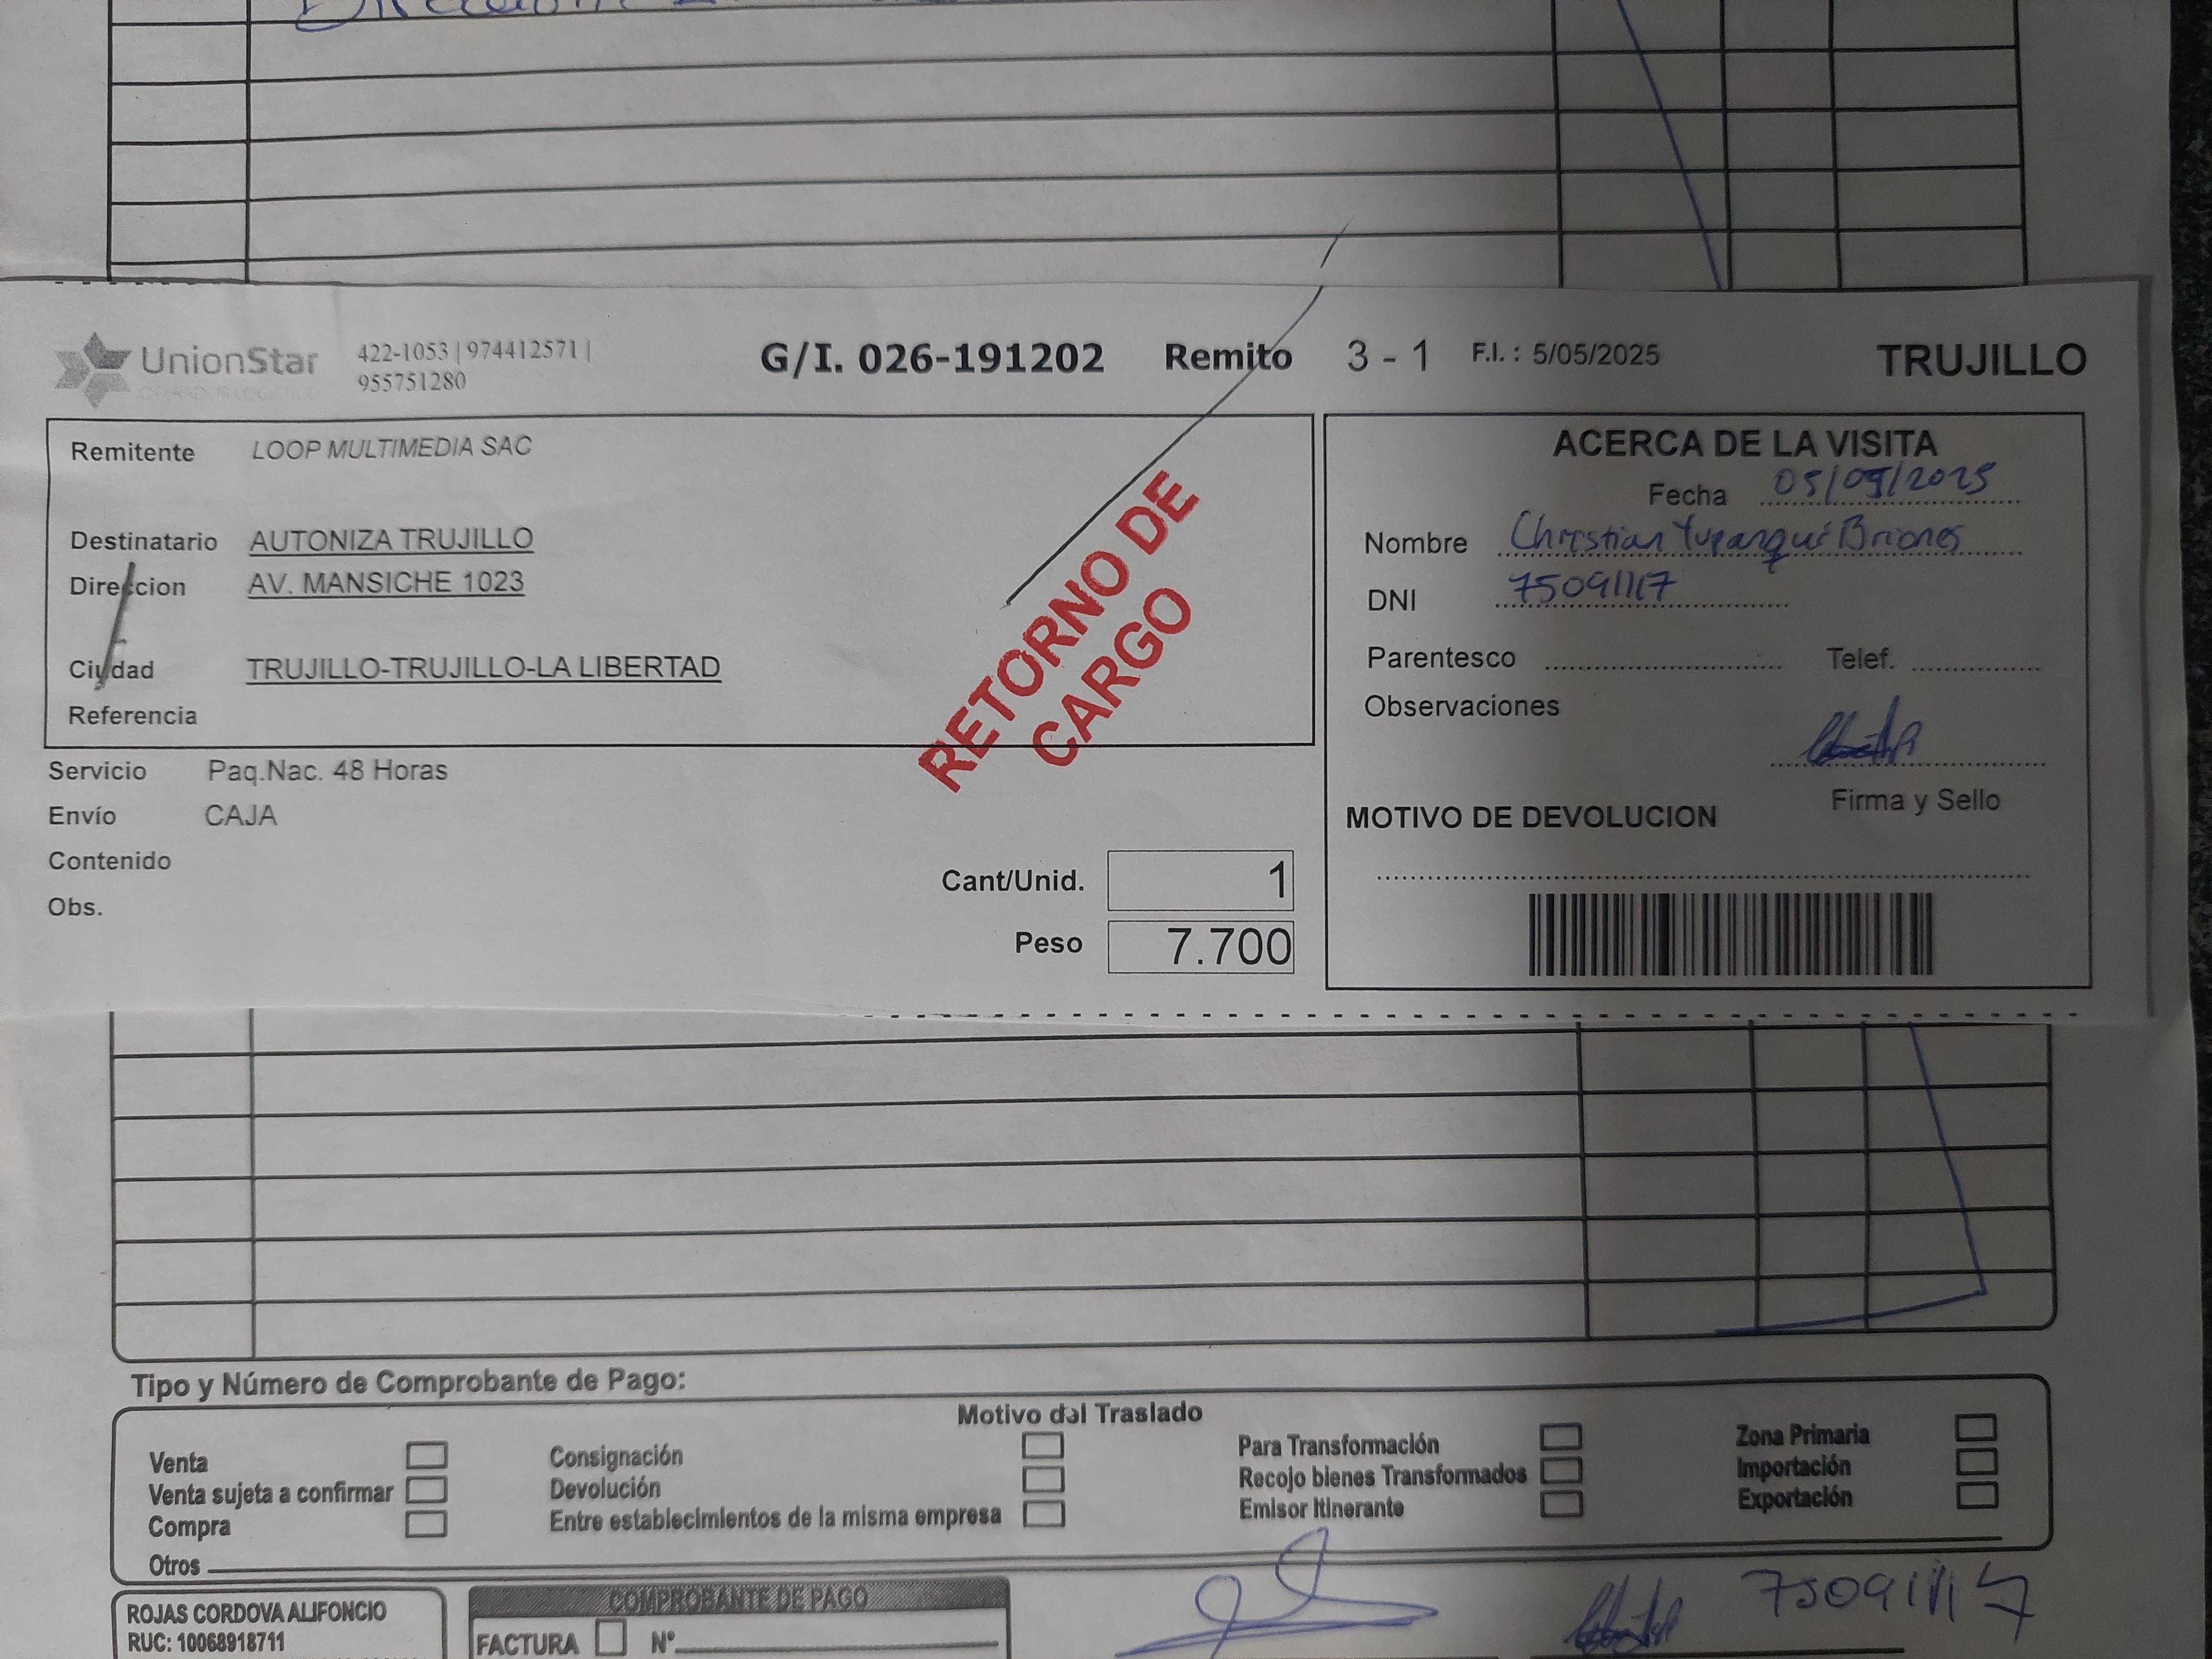 UnionStar
422-1053 | 974412571 |
955751280
G/I. 026-191202 Remito 3 - 1 F.I. : 5/05/2025 TRUJILLO
Remitente LOOP MULTIMEDIA SAC
Destinatario AUTONIZA TRUJILLO
Direccion AV. MANSICHE 1023
Ciudad TRUJILLO-TRUJILLO-LA LIBERTAD
Referencia
RETORNO DE
CARGO
Servicio Paq.Nac. 48 Horas
Envío CAJA
Contenido
Obs.
Cant/Unid. 1
Peso 7.700
ACERCA DE LA VISITA
Fecha 05/05/2025
Nombre Christian Yupanqui Briones
DNI 75091117
Parentesco Telef.
Observaciones
Firma y Sello
MOTIVO DE DEVOLUCION
Tipo y Número de Comprobante de Pago:
Motivo del Traslado
Venta Consignación Para Transformación Zona Primaria
Venta sujeta a confirmar Devolución Recojo bienes Transformados Importación
Compra Entre establecimientos de la misma empresa Emisor Itinerante Exportación
Otros
ROJAS CORDOVA ALIFONCIO
RUC: 10068918711
COMPROBANTE DE PAGO
FACTURA N°
75091117